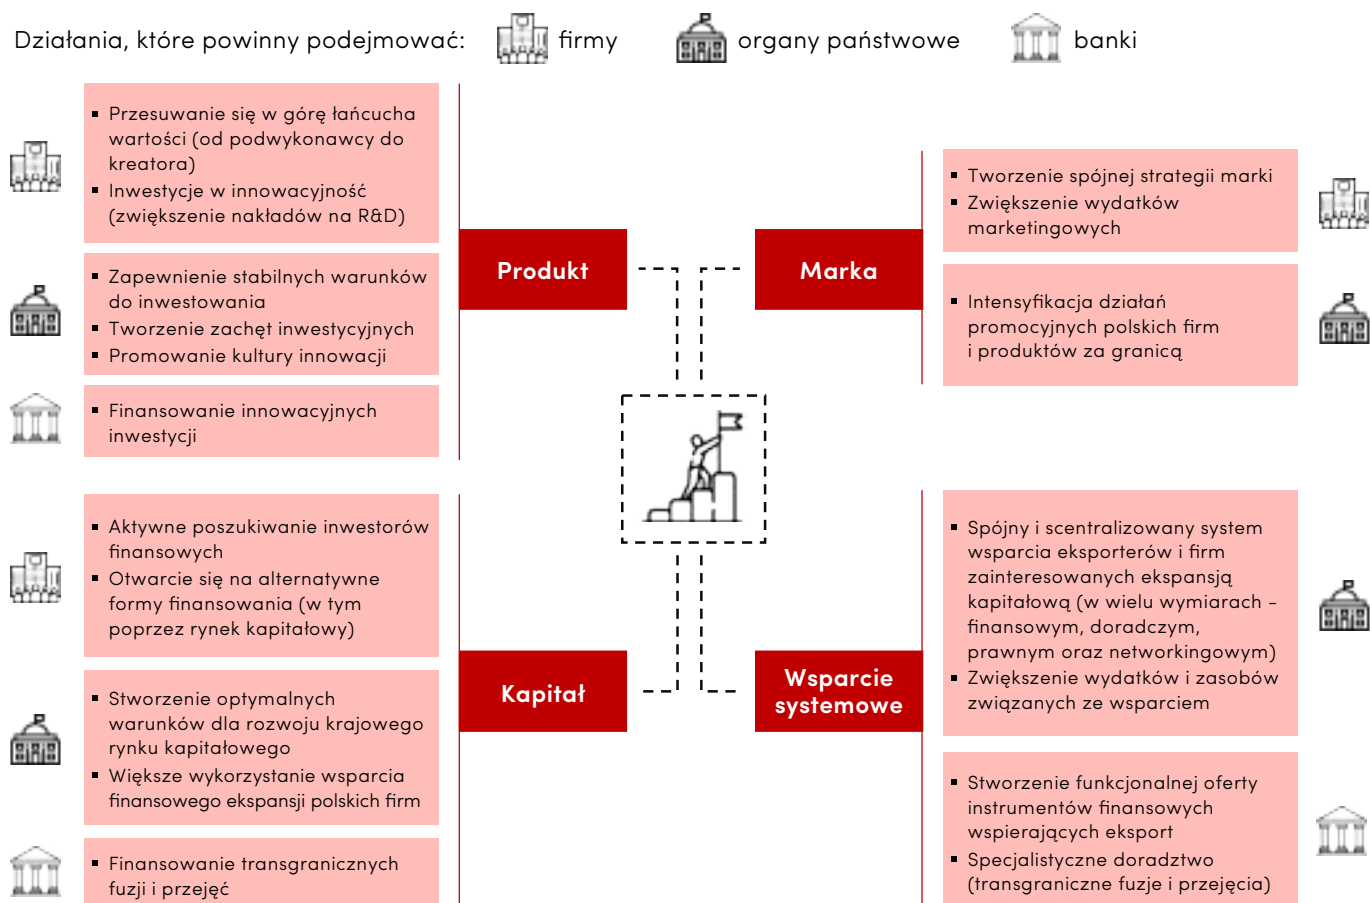 Działania, które powinny podejmować:
firmy
organy państwowe
banki
▪ Przesuwanie się w górę łańcucha
wartości (od podwykonawcy do
kreatora)
▪ Inwestycje w innowacyjność
(zwiększenie nakładów na R&D)
▪ Zapewnienie stabilnych warunków
do inwestowania
▪ Tworzenie zachęt inwestycyjnych
▪ Promowanie kultury innowacji
▪ Finansowanie innowacyjnych
inwestycji
Produkt
Marka
▪ Tworzenie spójnej strategii marki
▪ Zwiększenie wydatków
marketingowych
▪ Intensyfikacja działań
promocyjnych polskich firm
i produktów za granicą
▪ Aktywne poszukiwanie inwestorów
finansowych
▪ Otwarcie się na alternatywne
formy finansowania (w tym
poprzez rynek kapitałowy)
▪ Stworzenie optymalnych
warunków dla rozwoju krajowego
rynku kapitałowego
▪ Większe wykorzystanie wsparcia
finansowego ekspansji polskich firm
▪ Finansowanie transgranicznych
fuzji i przejęć
Kapitał
Wsparcie
systemowe
▪ Spójny i scentralizowany system
wsparcia eksporterów i firm
zainteresowanych ekspansją
kapitałową (w wielu wymiarach -
finansowym, doradczym,
prawnym oraz networkingowym)
▪ Zwiększenie wydatków i zasobów
związanych ze wsparciem
▪ Stworzenie funkcjonalnej oferty
instrumentów finansowych
wspierających eksport
▪ Specjalistyczne doradztwo
(transgraniczne fuzje i przejęcia)